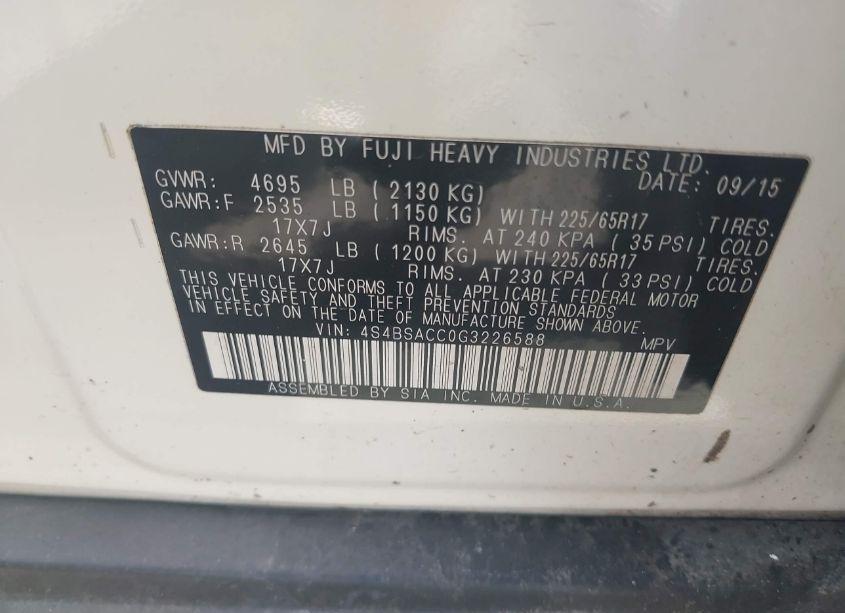 MFD BY FUJI HEAVY INDUSTRIES LTD.
DATE: 09/15
GVWR: 4695 LB ( 2130 KG)
GAWR:F 2535 LB ( 1150 KG) WITH 225/65R17 TIRES.
17X7J RIMS. AT 240 KPA ( 35 PSI) COLD
GAWR:R 2645 LB ( 1200 KG) WITH 225/65R17 TIRES.
17X7J RIMS. AT 230 KPA ( 33 PSI) COLD
THIS VEHICLE CONFORMS TO ALL APPLICABLE FEDERAL MOTOR
VEHICLE SAFETY AND THEFT PREVENTION STANDARDS
IN EFFECT ON THE DATE OF MANUFACTURE SHOWN ABOVE.
VIN: 4S4BSACC0G3226588 MPV
ASSEMBLED BY SIA INC. MADE IN U.S.A.